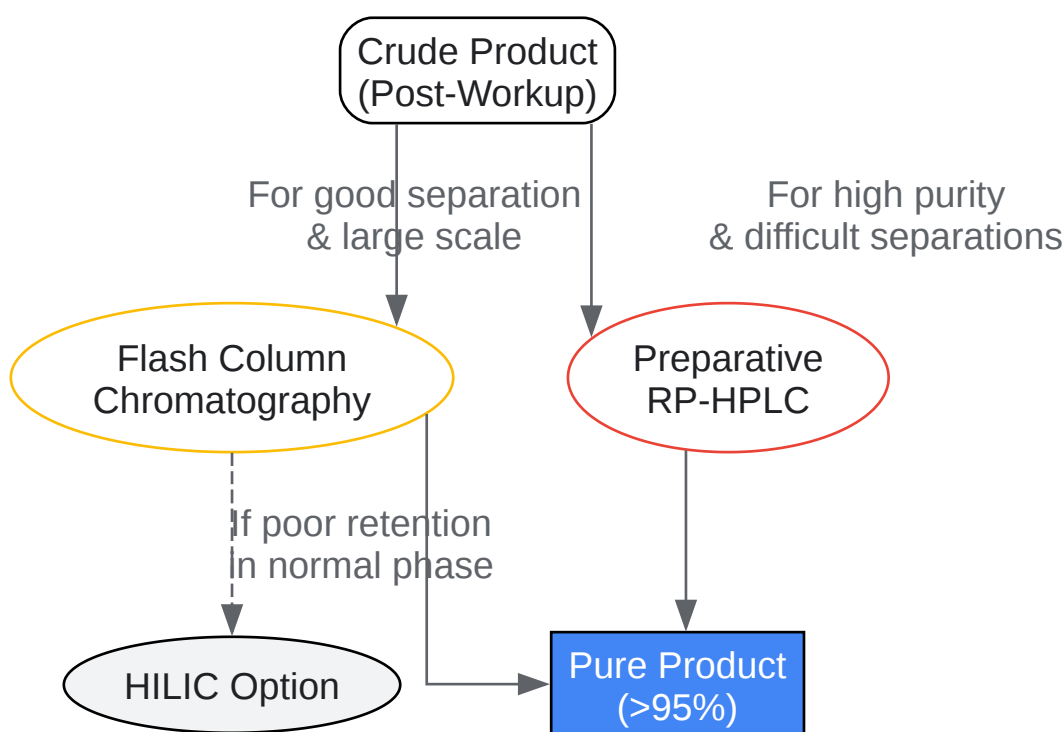 Crude Product
(Post-Workup)
For good separation
& large scale
For high purity
& difficult separations
Flash Column
Chromatography
Preparative
RP-HPLC
If poor retention
in normal phase
HILIC Option
Pure Product
(>95%)